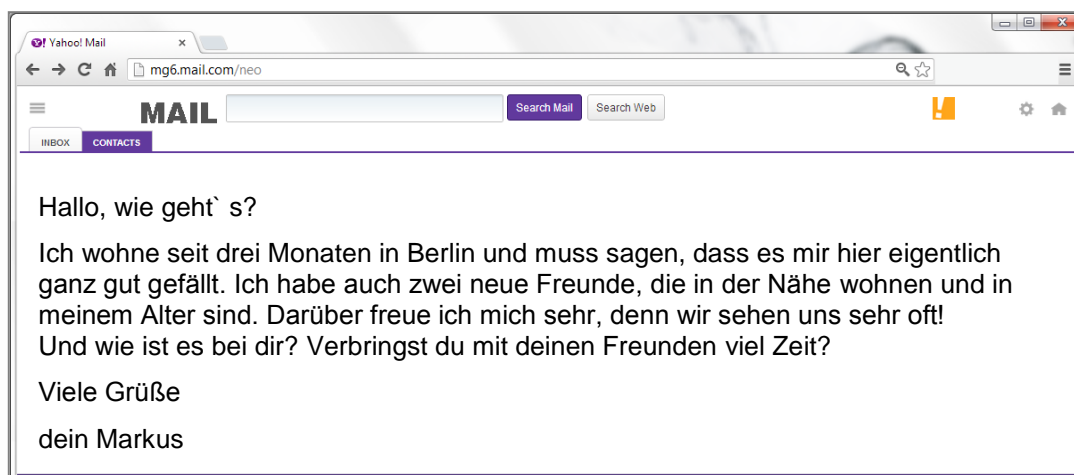 Yahoo! Mail
mg6.mail.com/neo
MAIL Search Mail Search Web
INBOX CONTACTS
Hallo, wie geht` s?
Ich wohne seit drei Monaten in Berlin und muss sagen, dass es mir hier eigentlich
ganz gut gefällt. Ich habe auch zwei neue Freunde, die in der Nähe wohnen und in
meinem Alter sind. Darüber freue ich mich sehr, denn wir sehen uns sehr oft!
Und wie ist es bei dir? Verbringst du mit deinen Freunden viel Zeit?
Viele Grüße
dein Markus